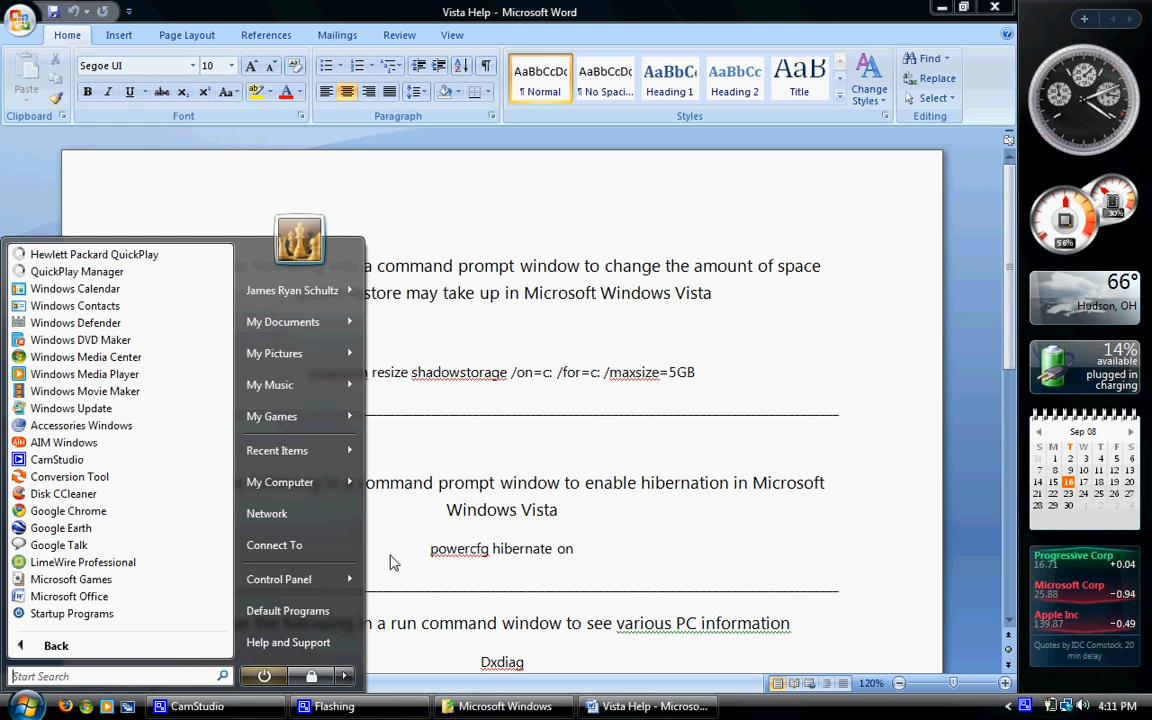 Vista Help - Microsoft Word
Home Insert Page Layout References Mailings Review View
Paste
Segoe UI 10
AaBbCcDc AaBbCcDc AaBbC AaBbCc AaB
¶ Normal ¶ No Spaci... Heading 1 Heading 2 Title
Change Styles
Find
Replace
Select
Clipboard Font Paragraph Styles Editing
a command prompt window to change the amount of space
store may take up in Microsoft Windows Vista
resize shadowstorage /on=c: /for=c: /maxsize=5GB
command prompt window to enable hibernation in Microsoft
Windows Vista
powercfg hibernate on
n a run command window to see various PC information
Dxdiag
Hewlett Packard QuickPlay
QuickPlay Manager
Windows Calendar
Windows Contacts
Windows Defender
Windows DVD Maker
Windows Media Center
Windows Media Player
Windows Movie Maker
Windows Update
Accessories Windows
AIM Windows
CamStudio
Conversion Tool
Disk CCleaner
Google Chrome
Google Earth
Google Talk
LimeWire Professional
Microsoft Games
Microsoft Office
Startup Programs
Back
Start Search
James Ryan Schultz
My Documents
My Pictures
My Music
My Games
Recent Items
My Computer
Network
Connect To
Control Panel
Default Programs
Help and Support
56%
30%
66°
Hudson, OH
14%
available
plugged in
charging
Sep 08
S M T W T F S
31 1 2 3 4 5 6
7 8 9 10 11 12 13
14 15 16 17 18 19 20
21 22 23 24 25 26 27
28 29 30 1 2 3 4
Progressive Corp
16.71 +0.04
Microsoft Corp
25.88 -0.94
Apple Inc
139.87 -0.49
Quotes by IDC Comstock, 20
min delay
120%
CamStudio
Flashing
Microsoft Windows
Vista Help - Microso...
4:11 PM